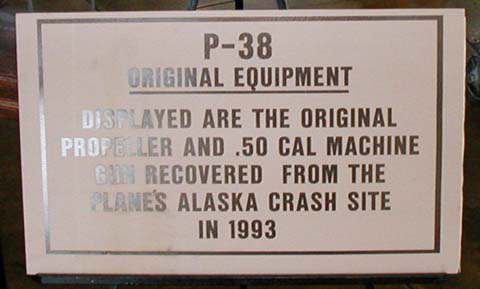 P-38
ORIGINAL EQUIPMENT
DISPLAYED ARE THE ORIGINAL
PROPELLER AND .50 CAL MACHINE
GUN RECOVERED FROM THE
PLANE'S ALASKA CRASH SITE
IN 1993